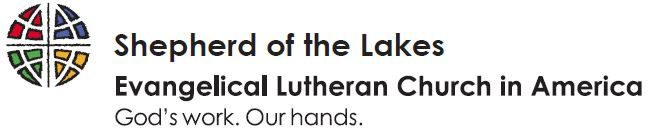 Shepherd of the Lakes
Evangelical Lutheran Church in America
God's work. Our hands.